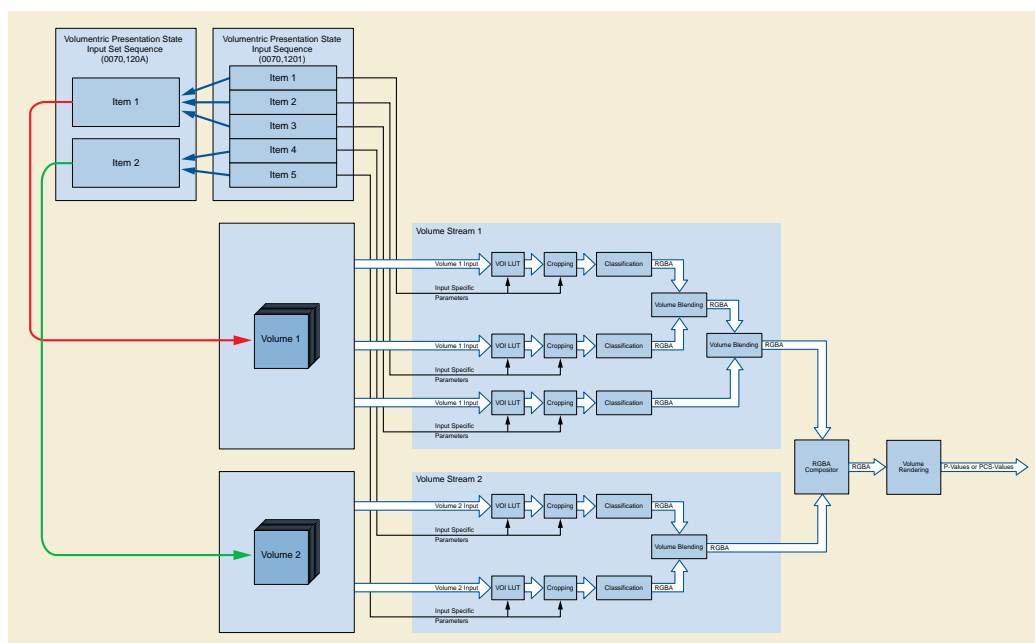 Volumentric Presentation State
Input Set Sequence
(0070,120A)
Volumentric Presentation State
Input Sequence
(0070,1201)
Item 1
Item 2
Item 1
Item 2
Item 3
Item 4
Item 5
Volume 1
Volume Stream 1
Volume 1 Input
VOI LUT
Cropping
Classification
RGBA
Input Specific
Parameters
Volume Blending
RGBA
Volume 1 Input
VOI LUT
Cropping
Classification
RGBA
Volume Blending
RGBA
Input Specific
Parameters
Volume 1 Input
VOI LUT
Cropping
Classification
RGBA
Input Specific
Parameters
RGBA
Compositor
RGBA
Volume
Rendering
P-Values or PCS-Values
Volume 2
Volume Stream 2
Volume 2 Input
VOI LUT
Cropping
Classification
RGBA
Input Specific
Parameters
Volume Blending
RGBA
Volume 2 Input
VOI LUT
Cropping
Classification
RGBA
Input Specific
Parameters